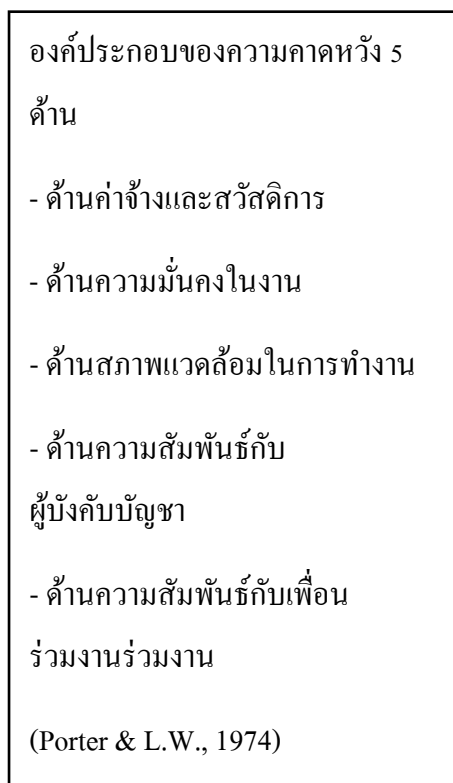 องค์ประกอบของความคาดหวัง 5
ด้าน
- ด้านค่าจ้างและสวัสดิการ
- ด้านความมั่นคงในงาน
- ด้านสภาพแวดล้อมในการทำงาน
- ด้านความสัมพันธ์กับ
ผู้บังคับบัญชา
- ด้านความสัมพันธ์กับเพื่อน
ร่วมงานร่วมงาน
(Porter & L.W., 1974)